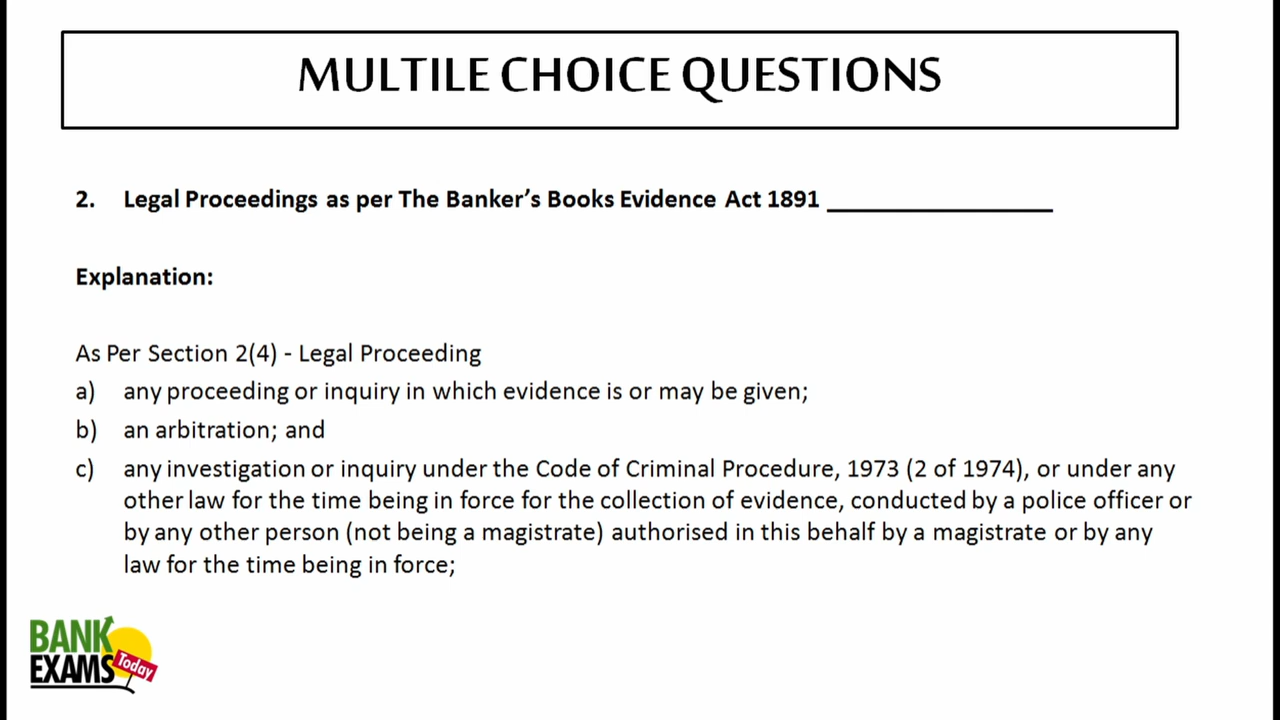 MULTILE CHOICE QUESTIONS
2. Legal Proceedings as per The Banker’s Books Evidence Act 1891 ____________________
Explanation:
As Per Section 2(4) - Legal Proceeding
a) any proceeding or inquiry in which evidence is or may be given;
b) an arbitration; and
c) any investigation or inquiry under the Code of Criminal Procedure, 1973 (2 of 1974), or under any
other law for the time being in force for the collection of evidence, conducted by a police officer or
by any other person (not being a magistrate) authorised in this behalf by a magistrate or by any
law for the time being in force;
BANK
EXAMS Today